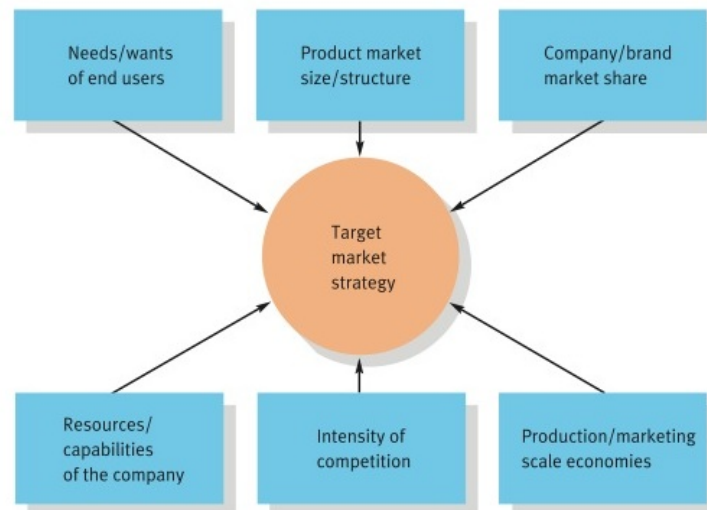 Needs/wants
of end users
Product market
size/structure
Company/brand
market share
Target
market
strategy
Resources/
capabilities
of the company
Intensity of
competition
Production/marketing
scale economies